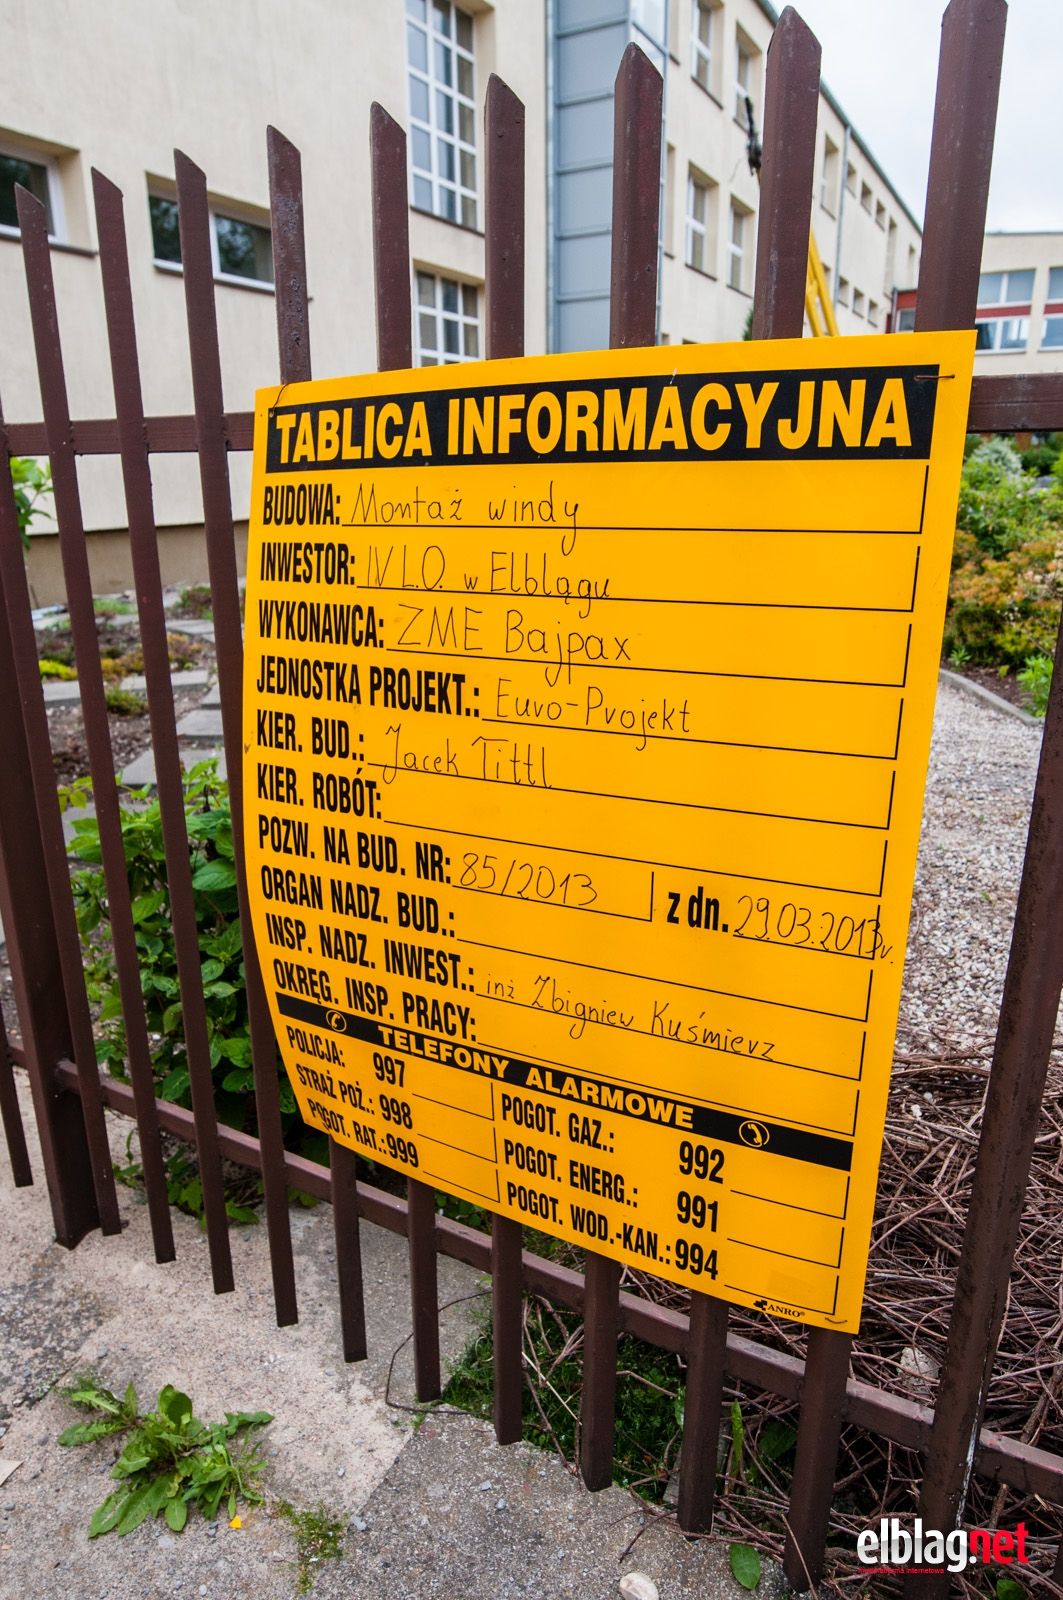 TABLICA INFORMACYJNA
BUDOWA: Montaż windy
INWESTOR: IV L.O. w Elblągu
WYKONAWCA: ZME Bajpax
JEDNOSTKA PROJEKT.: Euro-Projekt
KIER. BUD.: Jacek Tittl
KIER. ROBÓT:
POZW. NA BUD. NR: 85/2013 z dn. 29.03.2013r.
ORGAN NADZ. BUD.:
INSP. NADZ. INWEST.: inż Zbigniew Kuśmierz
OKRĘG. INSP. PRACY:
TELEFONY ALARMOWE
POLICJA: 997
STRAŻ POŻ.: 998
POGOT. RAT.: 999
POGOT. GAZ.: 992
POGOT. ENERG.: 991
POGOT. WOD.-KAN.: 994
ANRO®
elblag.net